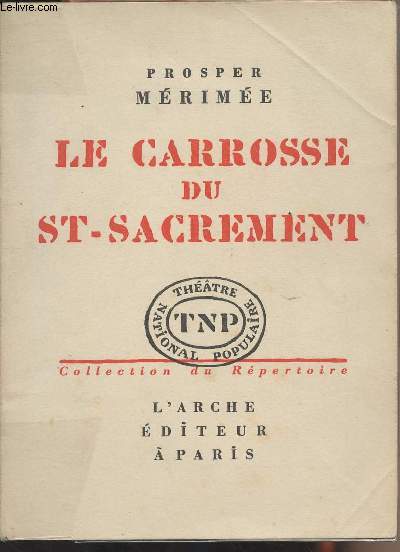 Le-livre.com
PROSPER
MÉRIMÉE
LE CARROSSE
DU
ST-SACREMENT
THÉÂTRE
NATIONAL POPULAIRE
TNP
Collection du Répertoire
L'ARCHE
ÉDITEUR
À PARIS